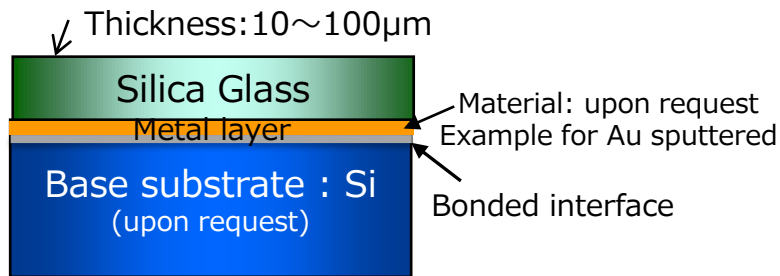 Thickness:10～100μm
Silica Glass
Metal layer
Material: upon request
Example for Au sputtered
Base substrate : Si
(upon request)
Bonded interface